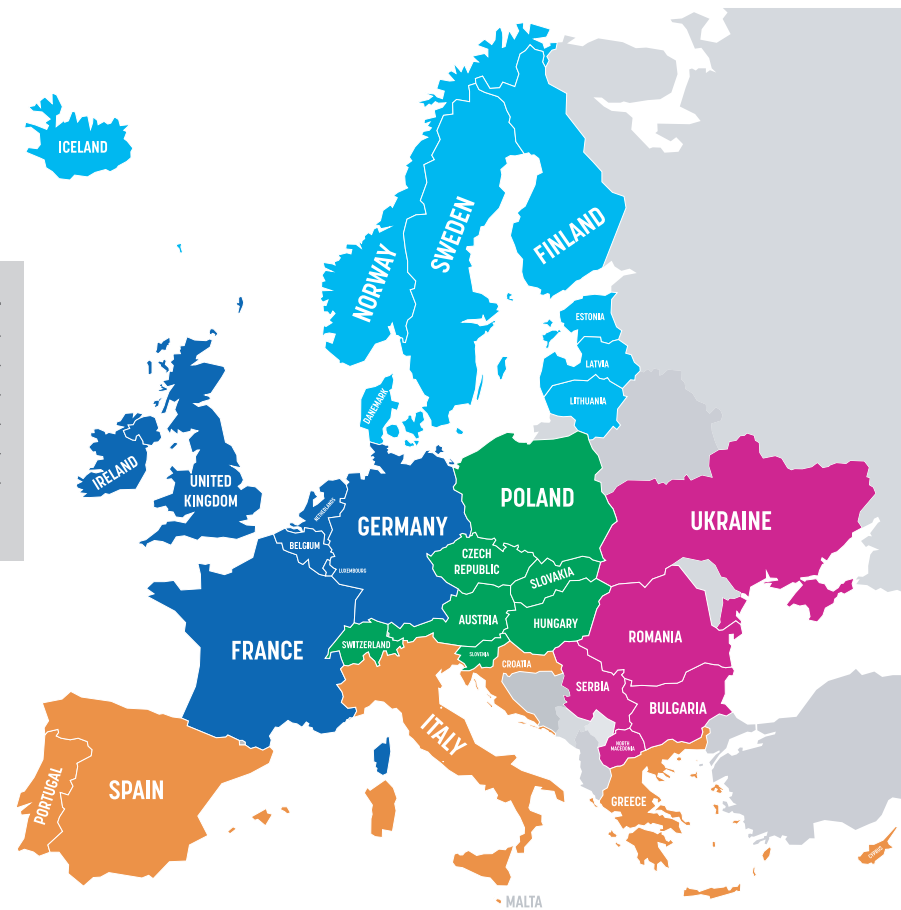 ICELAND
NORWAY
SWEDEN
FINLAND
ESTONIA
LATVIA
LITHUANIA
DANEMARK
IRELAND
UNITED
KINGDOM
NETHERLANDS
BELGIUM
LUXEMBOURG
GERMANY
POLAND
CZECH
REPUBLIC
SLOVAKIA
UKRAINE
AUSTRIA
HUNGARY
SWITZERLAND
SLOVENIA
FRANCE
CROATIA
ROMANIA
SERBIA
BULGARIA
NORTH
MACEDONIA
ITALY
PORTUGAL
SPAIN
GREECE
CYPRUS
MALTA